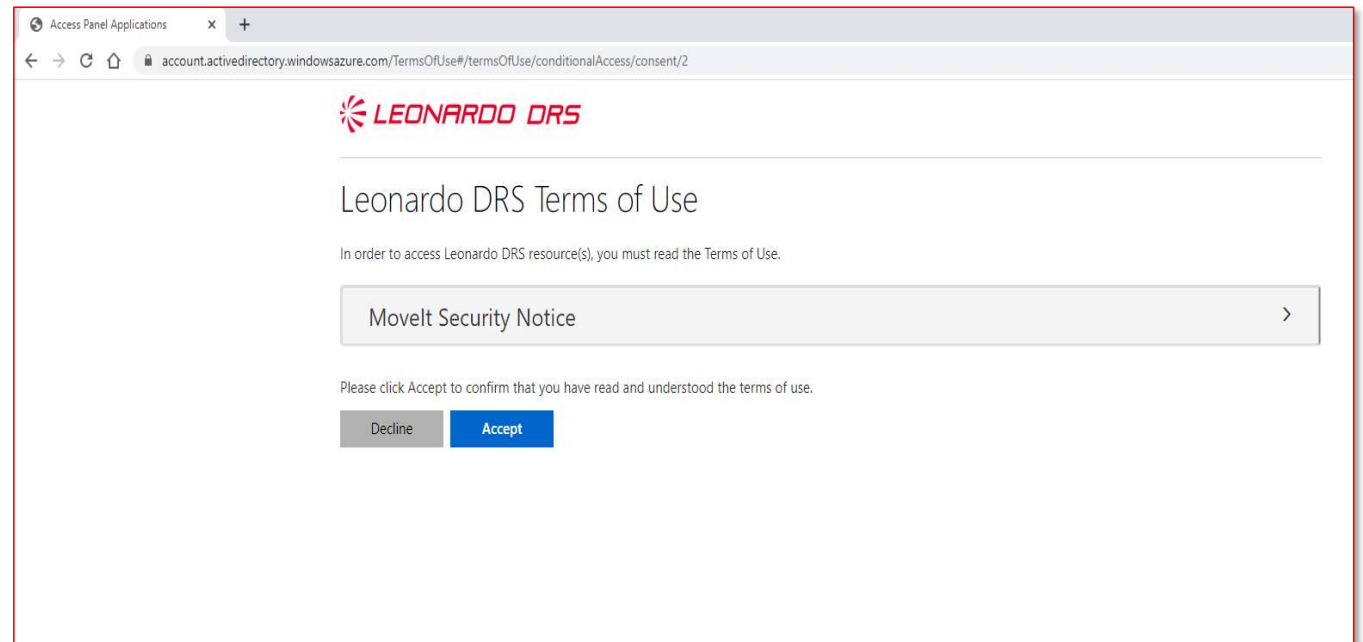 Access Panel Applications
account.activedirectory.windowsazure.com/TermsOfUse#/termsOfUse/conditionalAccess/consent/2
LEONARDO DRS
Leonardo DRS Terms of Use
In order to access Leonardo DRS resource(s), you must read the Terms of Use.
MoveIt Security Notice
Please click Accept to confirm that you have read and understood the terms of use.
Decline Accept